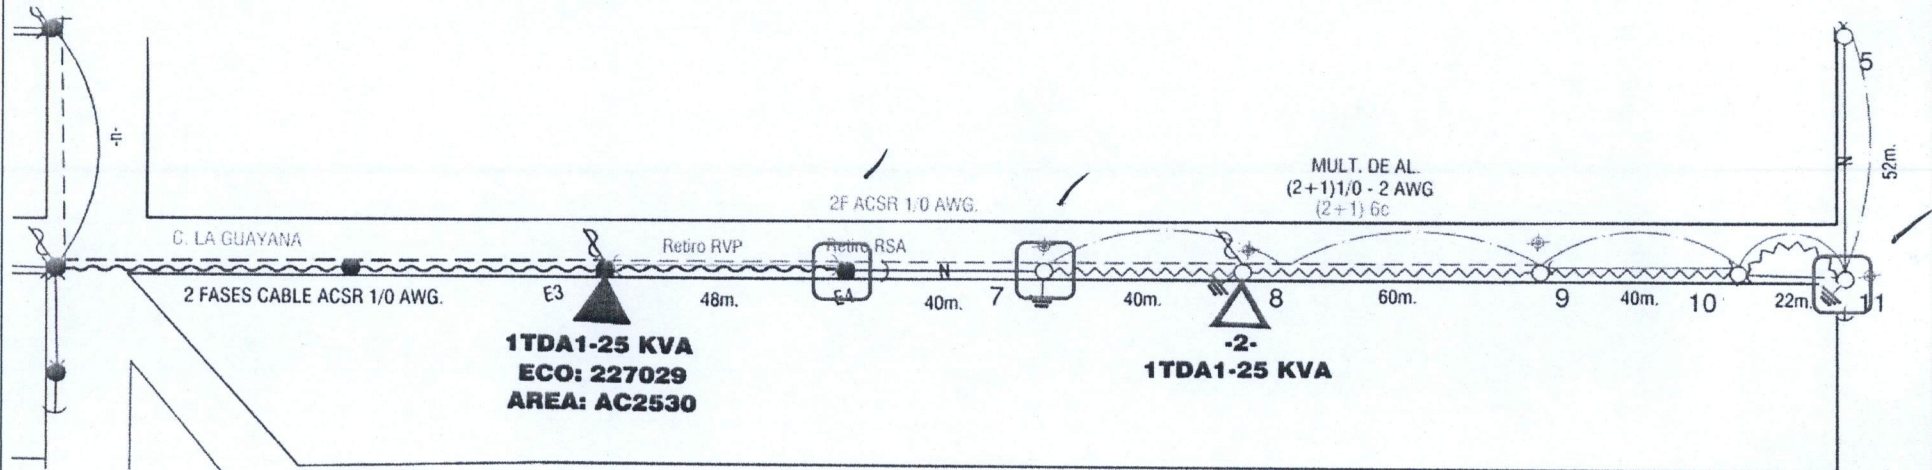 5
-n-
52m.
N
MULT. DE AL.
(2+1)1/0 - 2 AWG
(2+1) 6c
2F ACSR 1/0 AWG.
C. LA GUAYANA
Retiro RVP
Retiro RSA
N
2 FASES CABLE ACSR 1/0 AWG.
E3
48m.
E4
40m.
7
40m.
8
60m.
9
40m.
10
22m.
11
1TDA1-25 KVA
ECO: 227029
AREA: AC2530
-2-
1TDA1-25 KVA